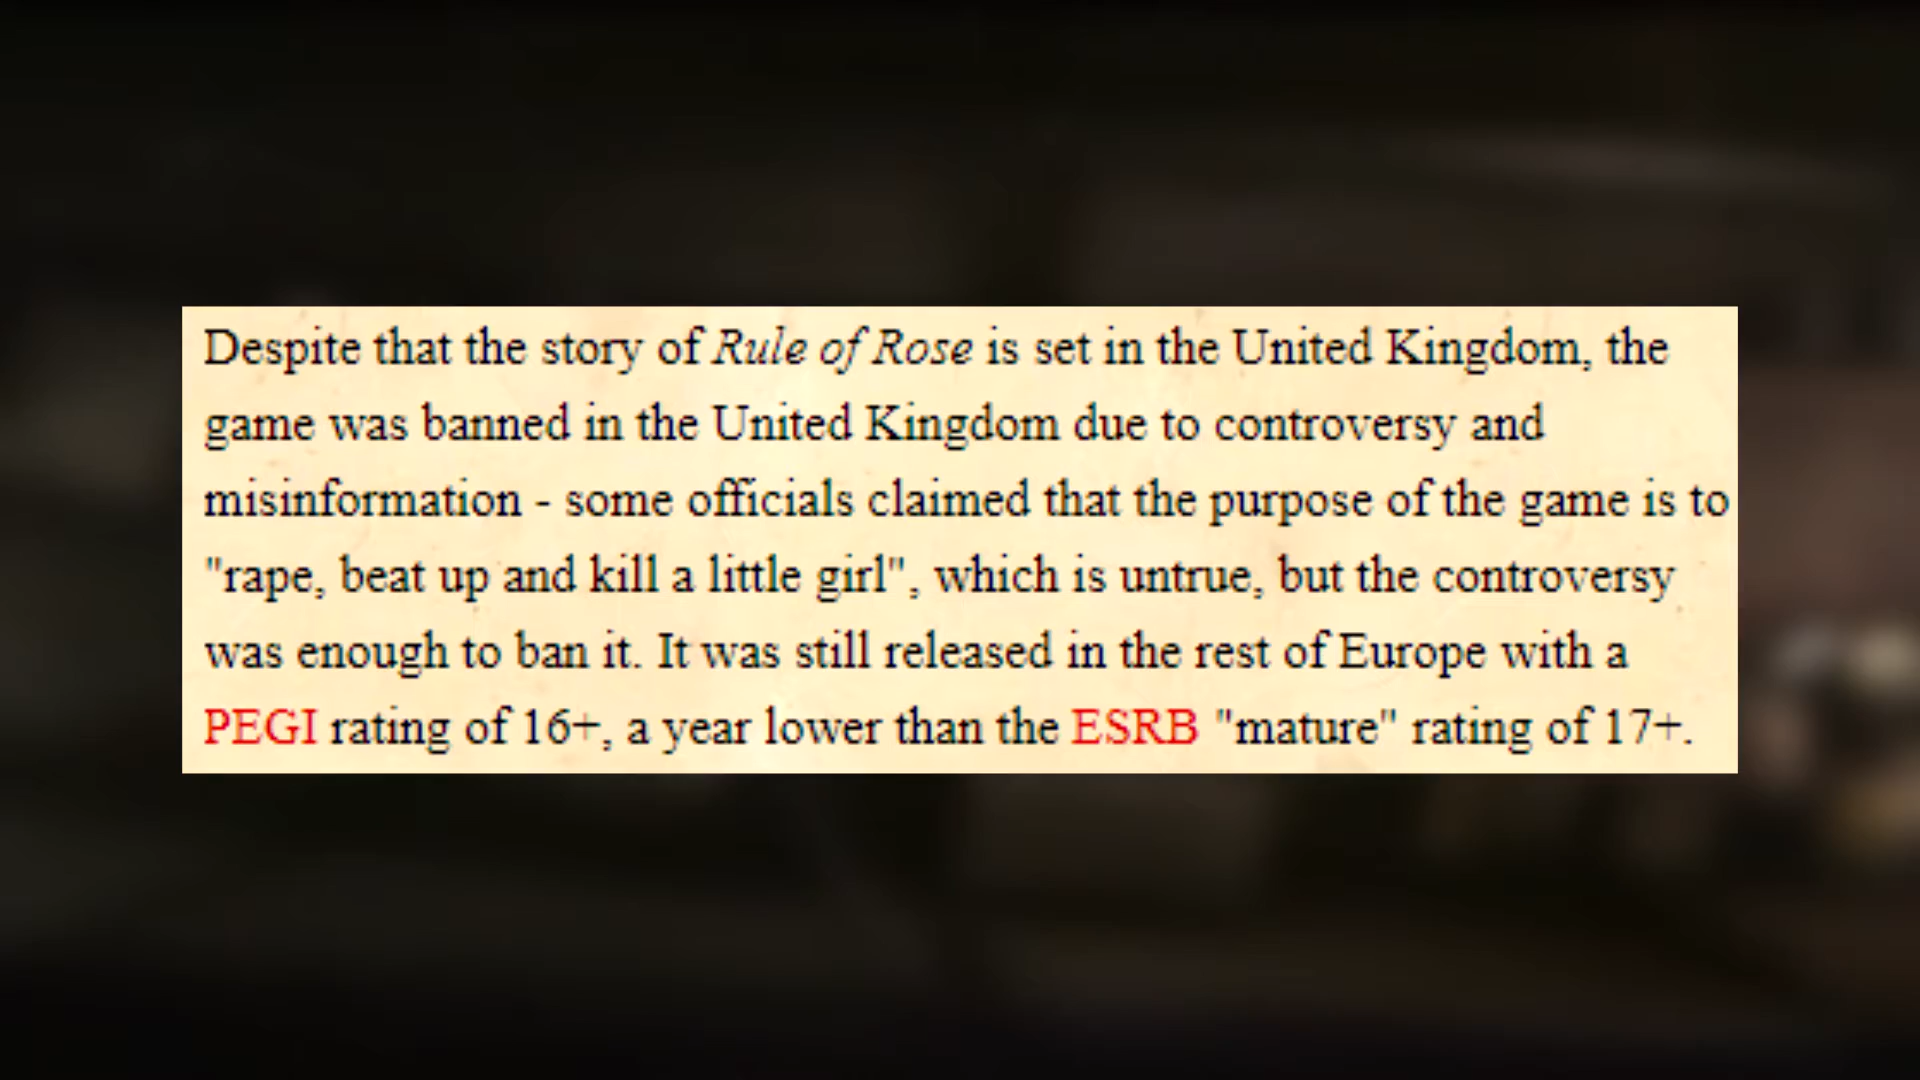 Despite that the story of Rule of Rose is set in the United Kingdom, the
game was banned in the United Kingdom due to controversy and
misinformation - some officials claimed that the purpose of the game is to
"rape, beat up and kill a little girl", which is untrue, but the controversy
was enough to ban it. It was still released in the rest of Europe with a
PEGI rating of 16+, a year lower than the ESRB "mature" rating of 17+.